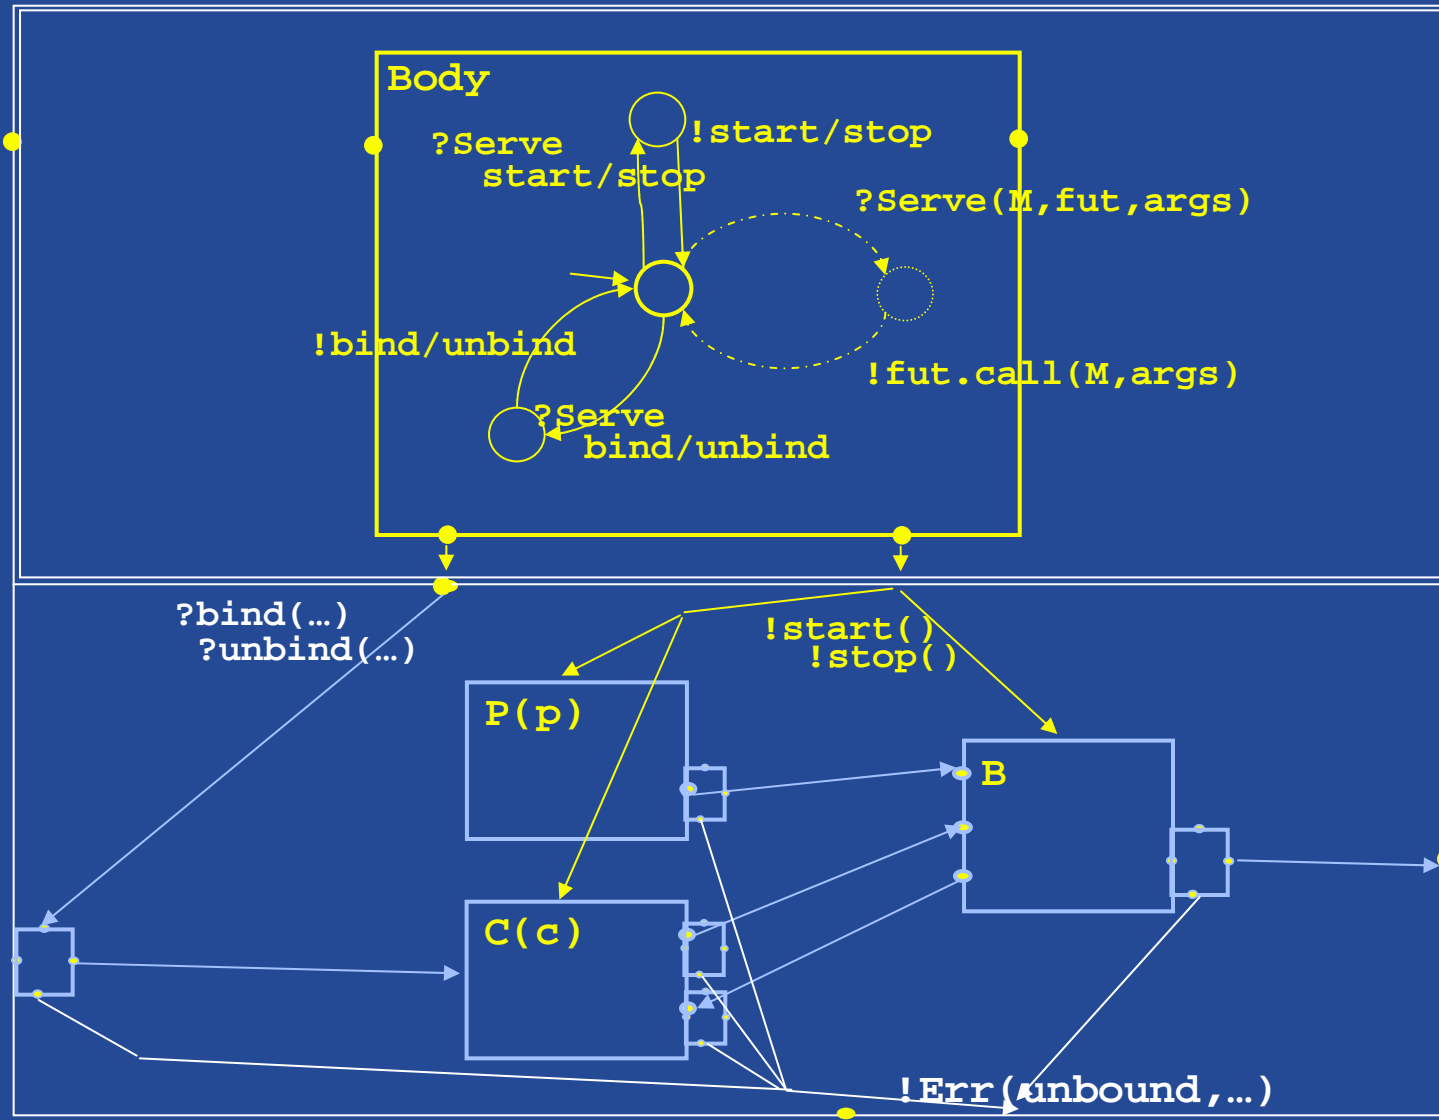 Body
?Serve
start/stop
!start/stop
?Serve(M,fut,args)
!bind/unbind
!fut.call(M,args)
?Serve
bind/unbind
?bind(…)
?unbind(…)
!start()
!stop()
P(p)
B
C(c)
!Err(unbound,…)